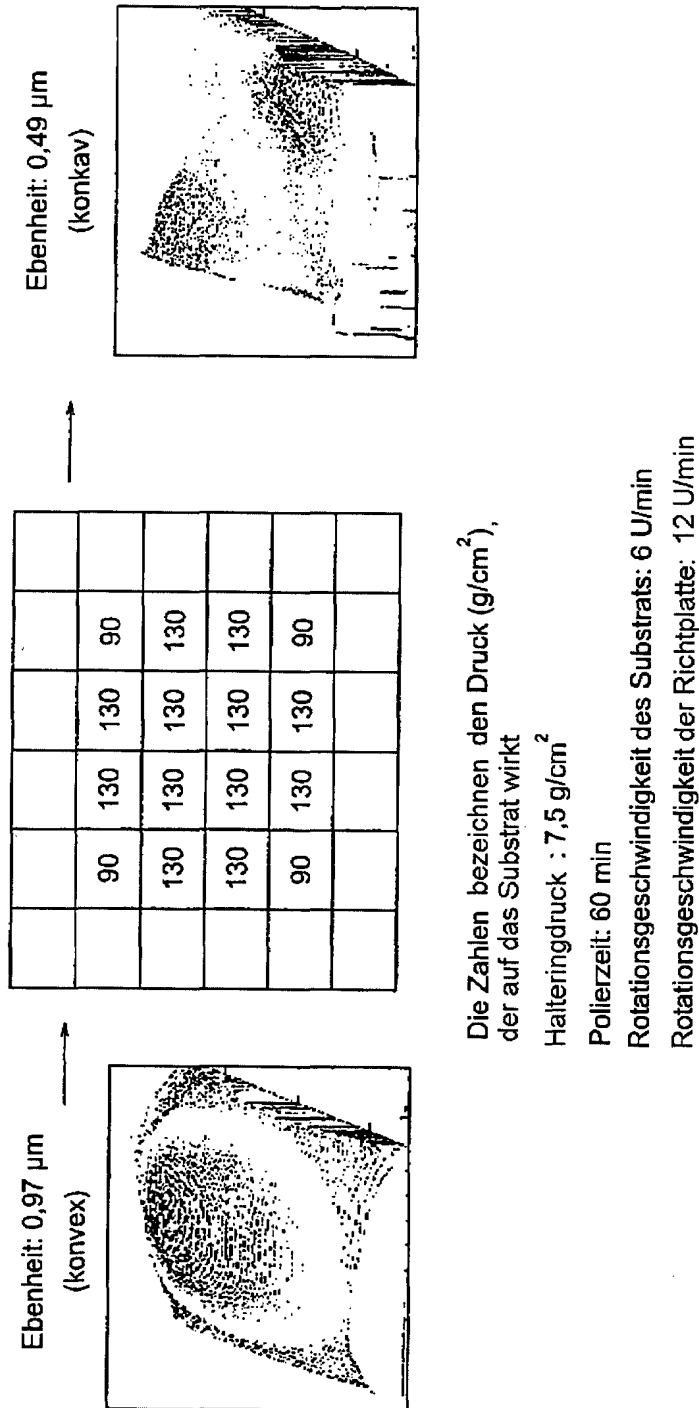 Ebenheit: 0,97 µm
(konvex)
90 130 130 90
130 130 130 130
130 130 130 130
90 130 130 90
Ebenheit: 0,49 µm
(konkav)
Die Zahlen bezeichnen den Druck (g/cm²),
der auf das Substrat wirkt
Halteringdruck : 7,5 g/cm²
Polierzeit: 60 min
Rotationsgeschwindigkeit des Substrats: 6 U/min
Rotationsgeschwindigkeit der Richtplatte: 12 U/min